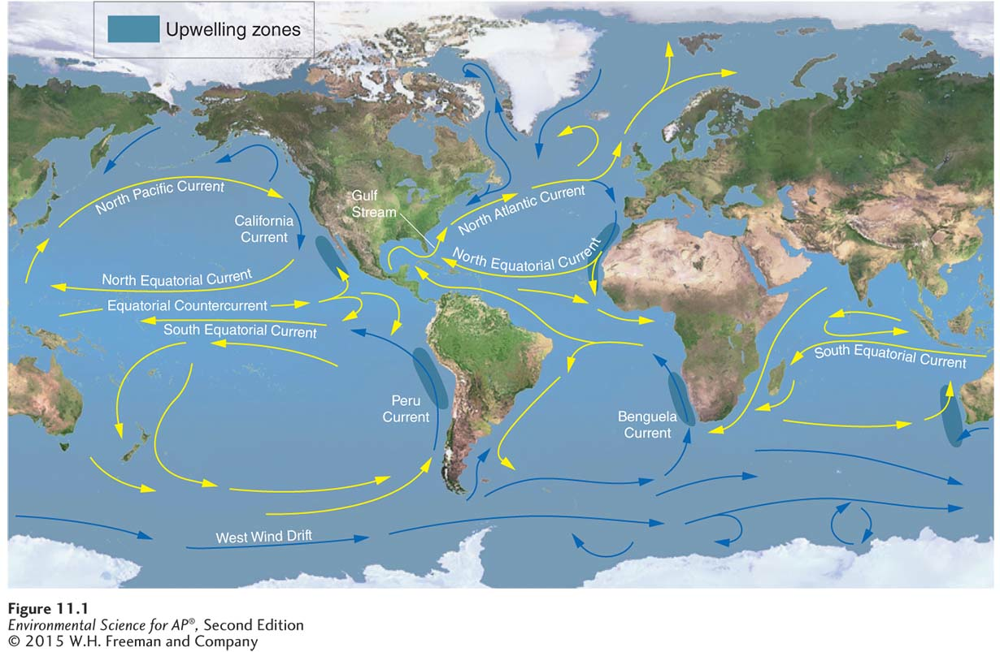 Upwelling zones
North Pacific Current
Gulf
Stream
North Atlantic Current
California
Current
North Equatorial Current
North Equatorial Current
Equatorial Countercurrent
South Equatorial Current
South Equatorial Current
Peru
Current
Benguela
Current
West Wind Drift
Figure 11.1
Environmental Science for AP®, Second Edition
© 2015 W.H. Freeman and Company